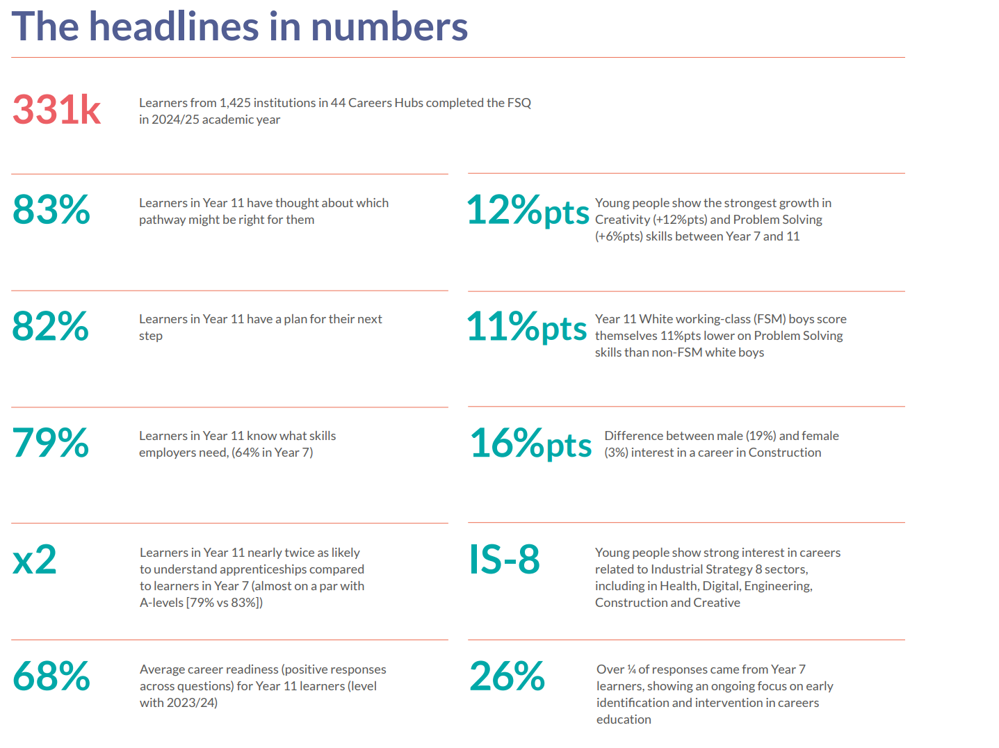 The headlines in numbers
331k
Learners from 1,425 institutions in 44 Careers Hubs completed the FSQ
in 2024/25 academic year
83%
Learners in Year 11 have thought about which
pathway might be right for them
12%pts
Young people show the strongest growth in
Creativity (+12%pts) and Problem Solving
(+6%pts) skills between Year 7 and 11
82%
Learners in Year 11 have a plan for their next
step
11%pts
Year 11 White working-class (FSM) boys score
themselves 11%pts lower on Problem Solving
skills than non-FSM white boys
79%
Learners in Year 11 know what skills
employers need, (64% in Year 7)
16%pts
Difference between male (19%) and female
(3%) interest in a career in Construction
x2
Learners in Year 11 nearly twice as likely
to understand apprenticeships compared
to learners in Year 7 (almost on a par with
A-levels [79% vs 83%])
IS-8
Young people show strong interest in careers
related to Industrial Strategy 8 sectors,
including in Health, Digital, Engineering,
Construction and Creative
68%
Average career readiness (positive responses
across questions) for Year 11 learners (level
with 2023/24)
26%
Over ¼ of responses came from Year 7
learners, showing an ongoing focus on early
identification and intervention in careers
education